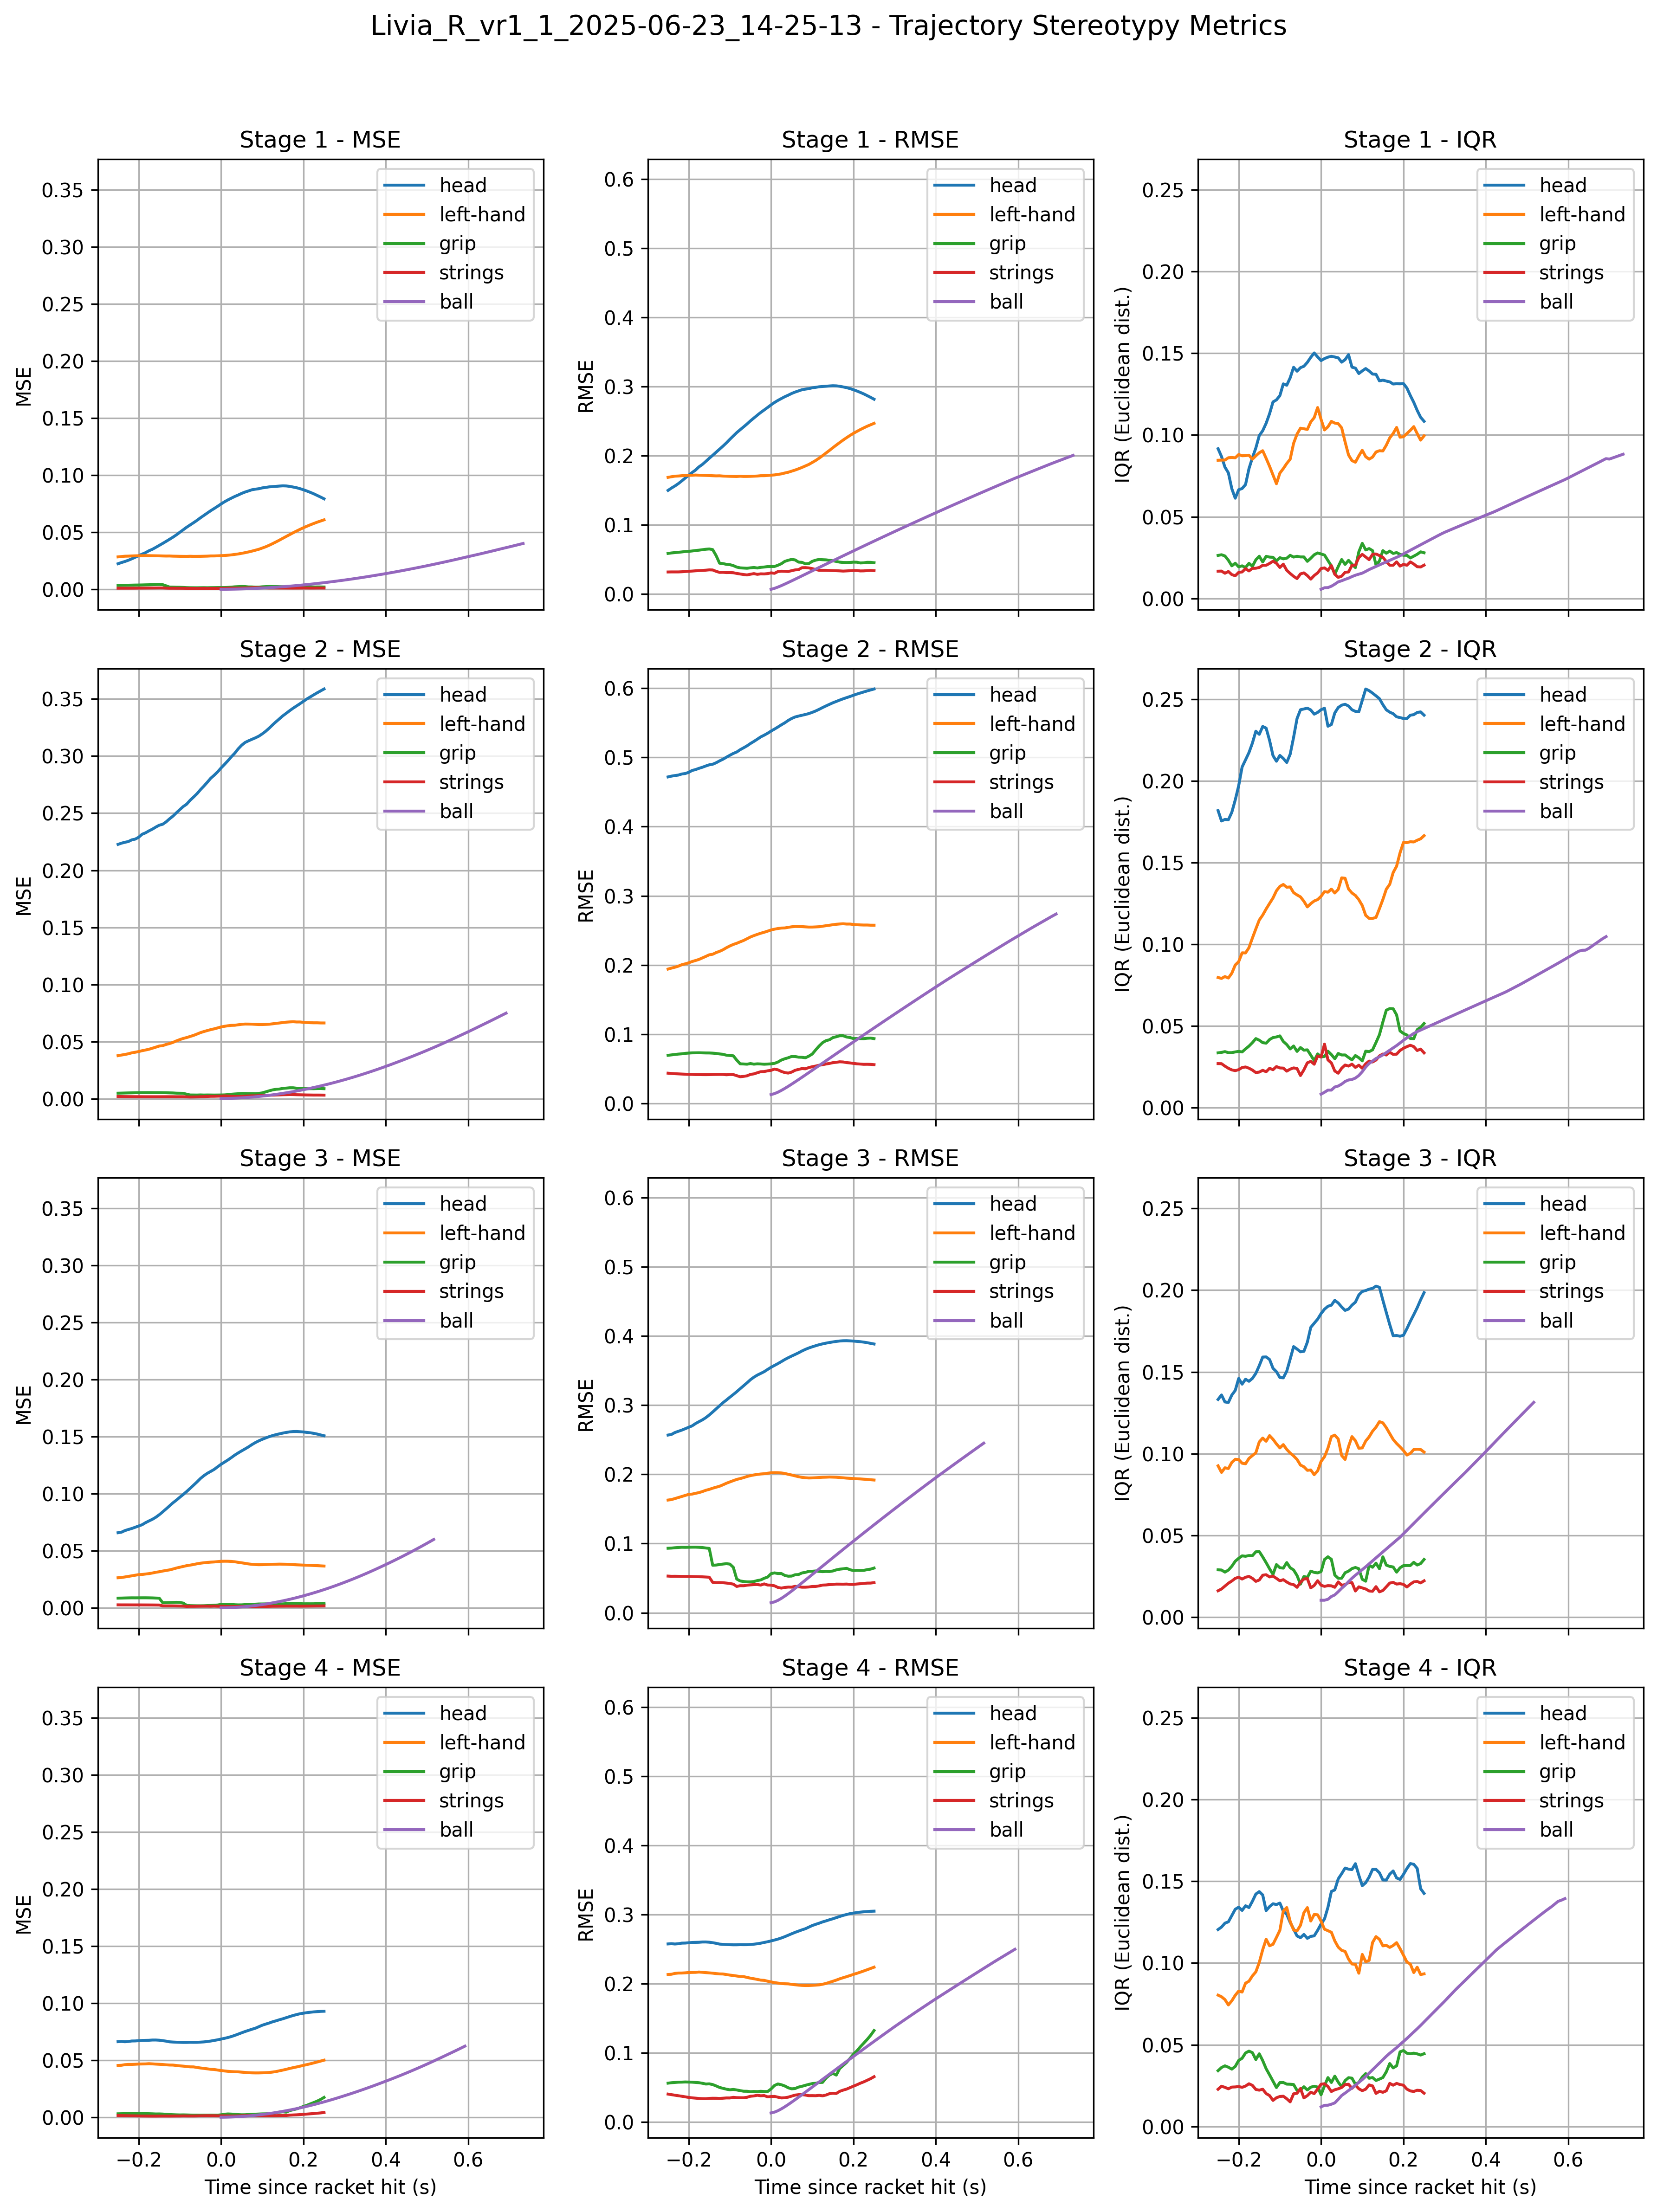 Livia_R_vr1_1_2025-06-23_14-25-13 - Trajectory Stereotypy Metrics
Stage 1 - MSE
MSE
0.35
0.30
0.25
0.20
0.15
0.10
0.05
0.00
head
left-hand
grip
strings
ball
Stage 1 - RMSE
RMSE
0.6
0.5
0.4
0.3
0.2
0.1
0.0
head
left-hand
grip
strings
ball
Stage 1 - IQR
IQR (Euclidean dist.)
0.25
0.20
0.15
0.10
0.05
0.00
head
left-hand
grip
strings
ball
Stage 2 - MSE
MSE
0.35
0.30
0.25
0.20
0.15
0.10
0.05
0.00
head
left-hand
grip
strings
ball
Stage 2 - RMSE
RMSE
0.6
0.5
0.4
0.3
0.2
0.1
0.0
head
left-hand
grip
strings
ball
Stage 2 - IQR
IQR (Euclidean dist.)
0.25
0.20
0.15
0.10
0.05
0.00
head
left-hand
grip
strings
ball
Stage 3 - MSE
MSE
0.35
0.30
0.25
0.20
0.15
0.10
0.05
0.00
head
left-hand
grip
strings
ball
Stage 3 - RMSE
RMSE
0.6
0.5
0.4
0.3
0.2
0.1
0.0
head
left-hand
grip
strings
ball
Stage 3 - IQR
IQR (Euclidean dist.)
0.25
0.20
0.15
0.10
0.05
0.00
head
left-hand
grip
strings
ball
Stage 4 - MSE
MSE
0.35
0.30
0.25
0.20
0.15
0.10
0.05
0.00
head
left-hand
grip
strings
ball
−0.2 0.0 0.2 0.4 0.6
Time since racket hit (s)
Stage 4 - RMSE
RMSE
0.6
0.5
0.4
0.3
0.2
0.1
0.0
head
left-hand
grip
strings
ball
−0.2 0.0 0.2 0.4 0.6
Time since racket hit (s)
Stage 4 - IQR
IQR (Euclidean dist.)
0.25
0.20
0.15
0.10
0.05
0.00
head
left-hand
grip
strings
ball
−0.2 0.0 0.2 0.4 0.6
Time since racket hit (s)